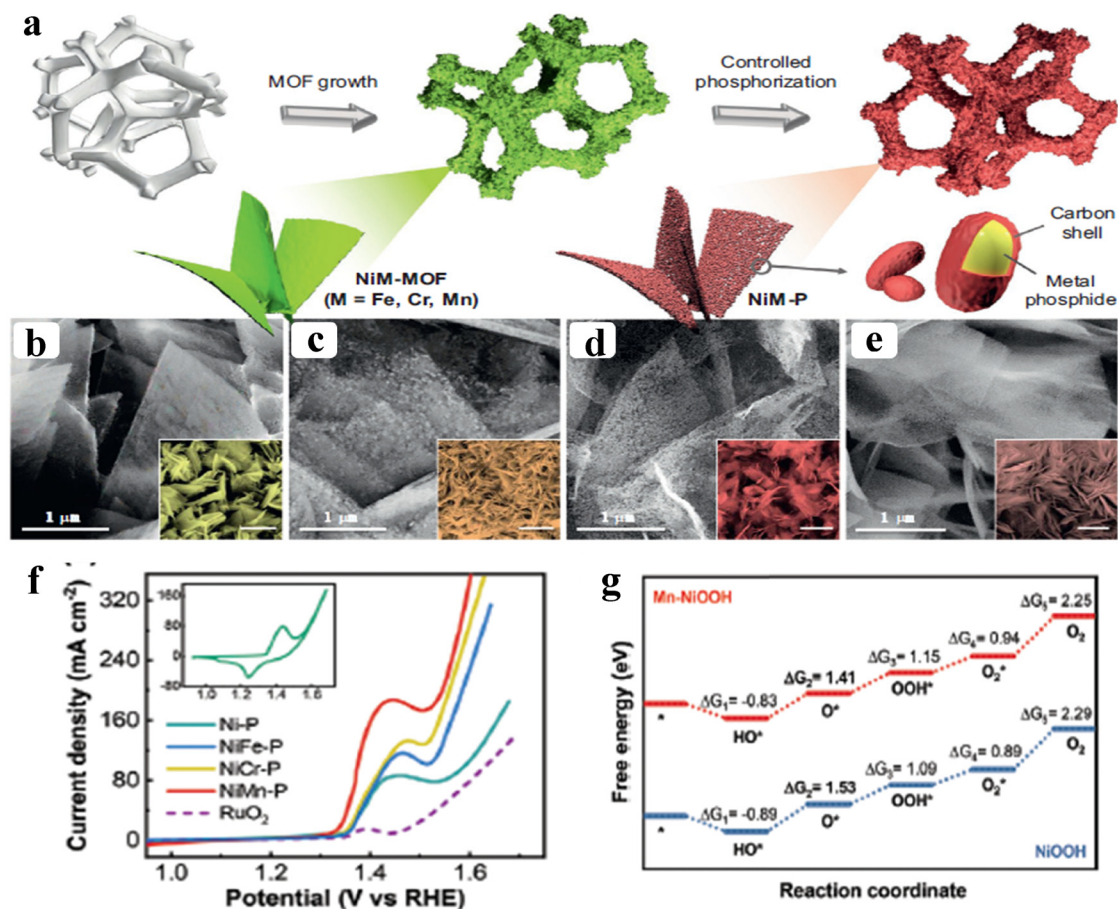 a
MOF growth
Controlled
phosphorization
NiM-MOF
(M = Fe, Cr, Mn)
NiM-P
Carbon
shell
Metal
phosphide
b
1 μm
c
1 μm
d
1 μm
e
1 μm
f
Current density (mA cm⁻²)
320
240
160
80
0
160
80
0
-80
1.0 1.2 1.4 1.6
Ni-P
NiFe-P
NiCr-P
NiMn-P
RuO₂
1.0 1.2 1.4 1.6
Potential (V vs RHE)
g
Free energy (eV)
Mn-NiOOH
*
ΔG₁= -0.83
HO*
ΔG₂= 1.41
O*
ΔG₃= 1.15
OOH*
ΔG₄= 0.94
O₂*
ΔG₅= 2.25
O₂
*
ΔG₁= -0.89
HO*
ΔG₂= 1.53
O*
ΔG₃= 1.09
OOH*
ΔG₄= 0.89
O₂*
ΔG₅= 2.29
O₂
NiOOH
Reaction coordinate